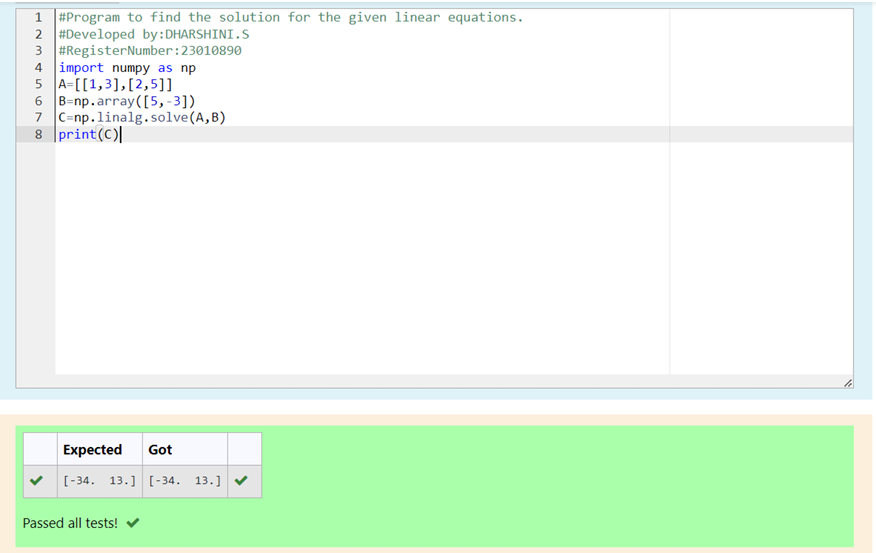 1 #Program to find the solution for the given linear equations.
2 #Developed by:DHARSHINI.S
3 #RegisterNumber:23010890
4 import numpy as np
5 A=[[1,3],[2,5]]
6 B=np.array([5,-3])
7 C=np.linalg.solve(A,B)
8 print(C)
Expected Got
[-34.  13.] [-34.  13.]
Passed all tests!